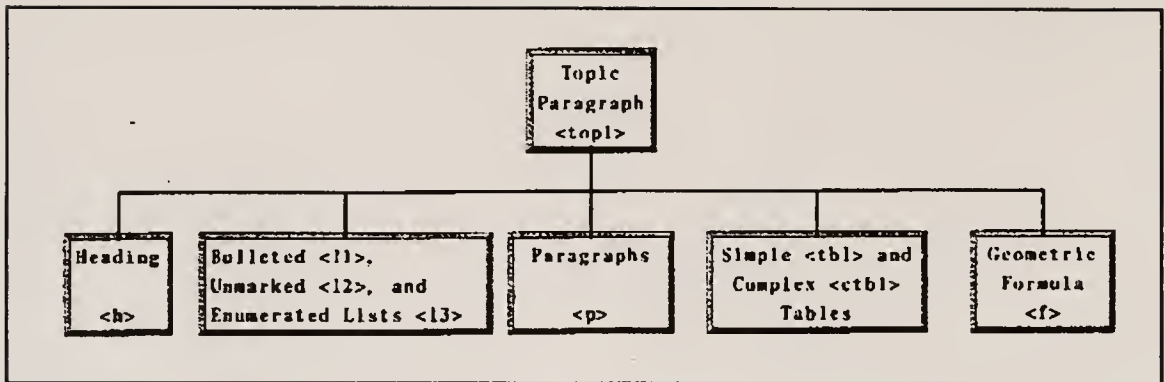 Topic
Paragraph
<top1>
Heading
<h>
Bulleted <l1>,
Unmarked <l2>, and
Enumerated Lists <l3>
Paragraphs
<p>
Simple <tbl> and
Complex <ctbl>
Tables
Geometric
Formula
<f>